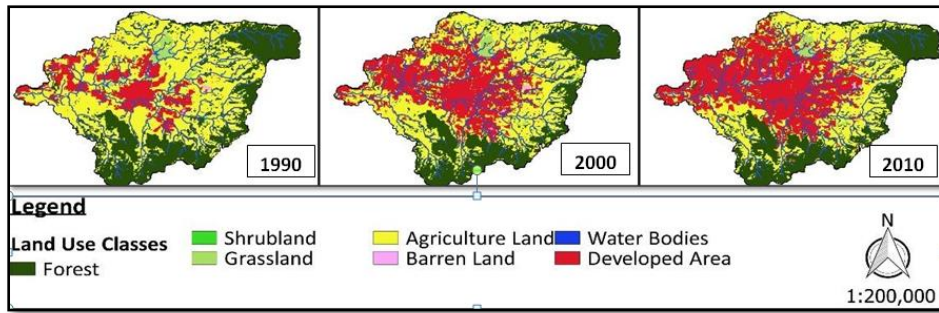 1990
2000
2010
Legend
Land Use Classes
Forest
Shrubland
Grassland
Agriculture Land
Barren Land
Water Bodies
Developed Area
N
1:200,000